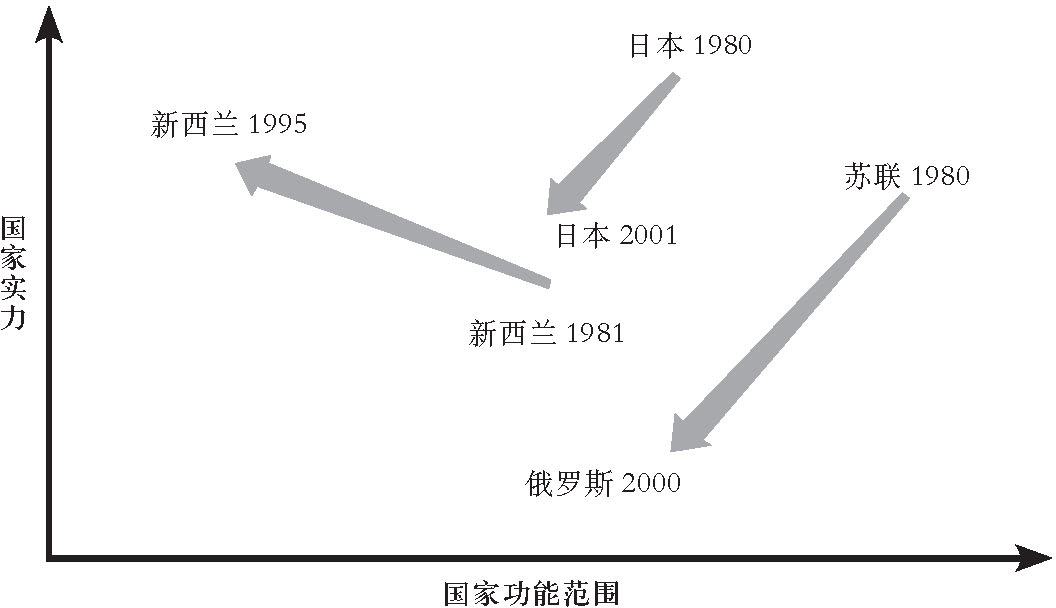 日本 1980
新西兰 1995
苏联 1980
国家实力
日本 2001
新西兰 1981
俄罗斯 2000
国家功能范围